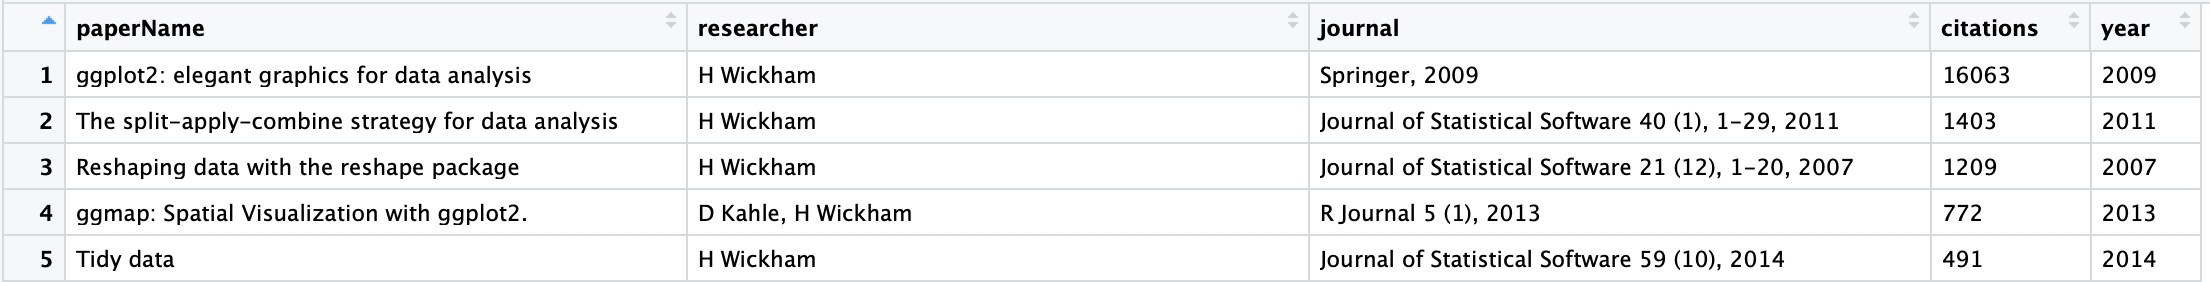 paperName researcher journal citations year
1 ggplot2: elegant graphics for data analysis H Wickham Springer, 2009 16063 2009
2 The split-apply-combine strategy for data analysis H Wickham Journal of Statistical Software 40 (1), 1-29, 2011 1403 2011
3 Reshaping data with the reshape package H Wickham Journal of Statistical Software 21 (12), 1-20, 2007 1209 2007
4 ggmap: Spatial Visualization with ggplot2. D Kahle, H Wickham R Journal 5 (1), 2013 772 2013
5 Tidy data H Wickham Journal of Statistical Software 59 (10), 2014 491 2014